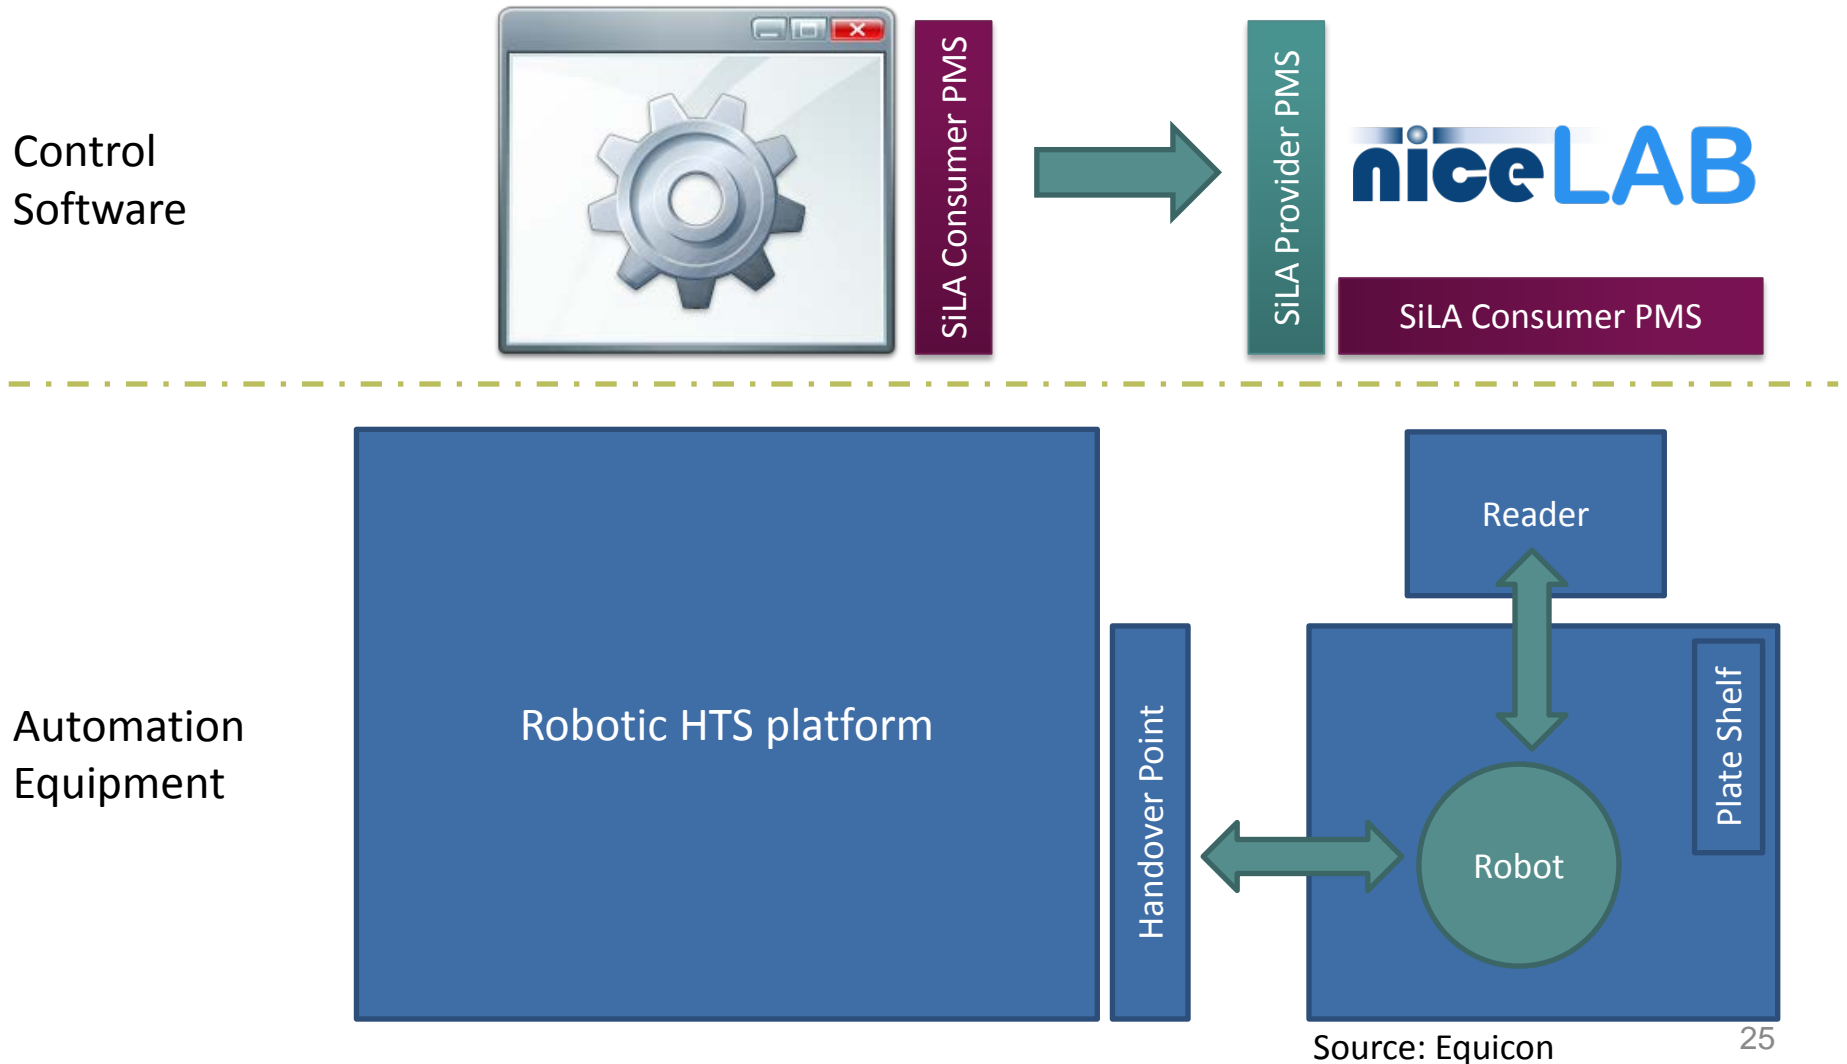 Control
Software
SiLA Consumer PMS
SiLA Provider PMS
niceLAB
SiLA Consumer PMS
Automation
Equipment
Robotic HTS platform
Handover Point
Reader
Plate Shelf
Robot
Source: Equicon
25